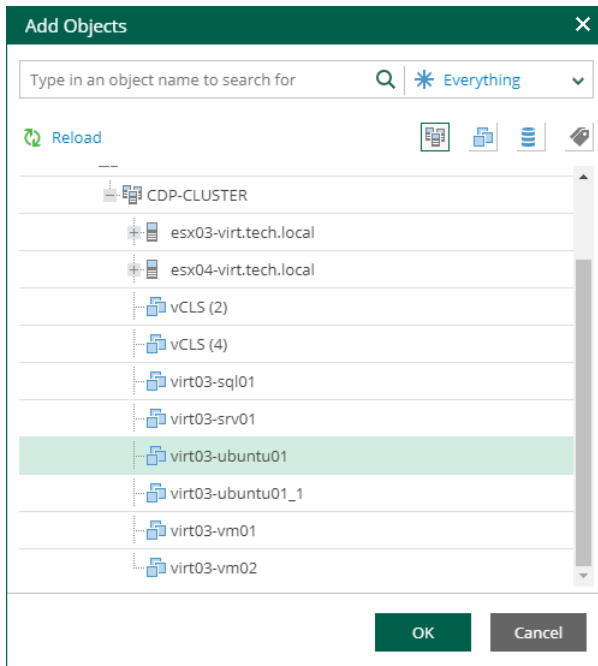 Add Objects
Type in an object name to search for
Everything
Reload
CDP-CLUSTER
esx03-virt.tech.local
esx04-virt.tech.local
vCLS (2)
vCLS (4)
virt03-sql01
virt03-srv01
virt03-ubuntu01
virt03-ubuntu01_1
virt03-vm01
virt03-vm02
OK
Cancel